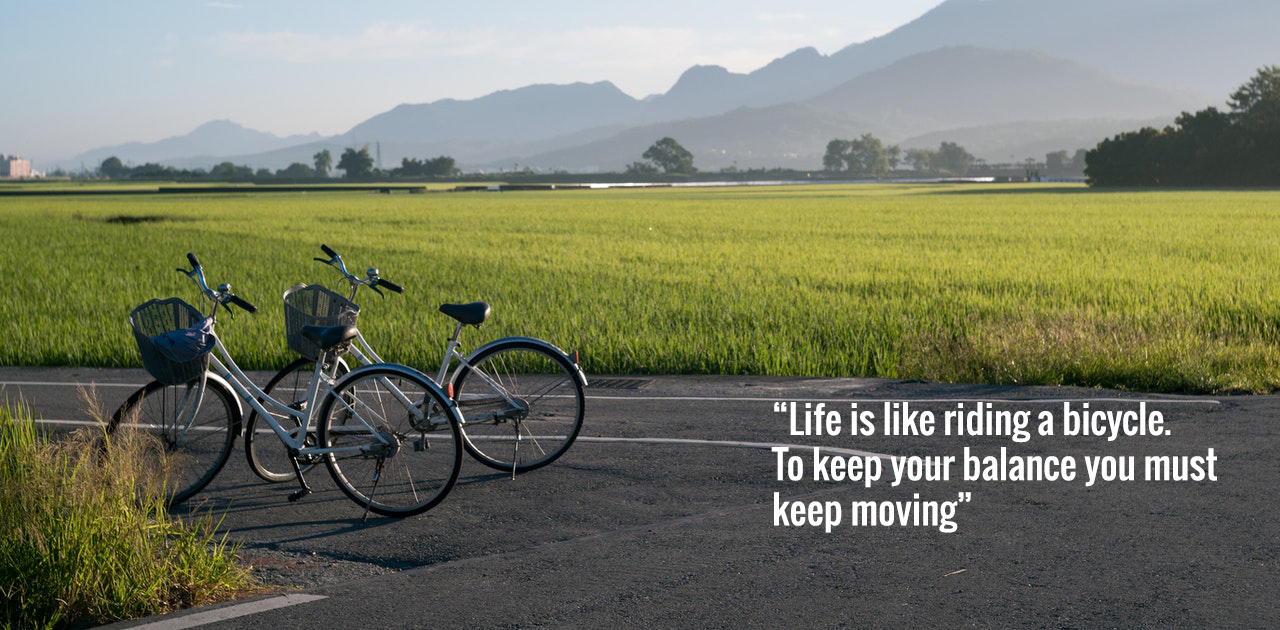 “Life is like riding a bicycle.
To keep your balance you must
keep moving”